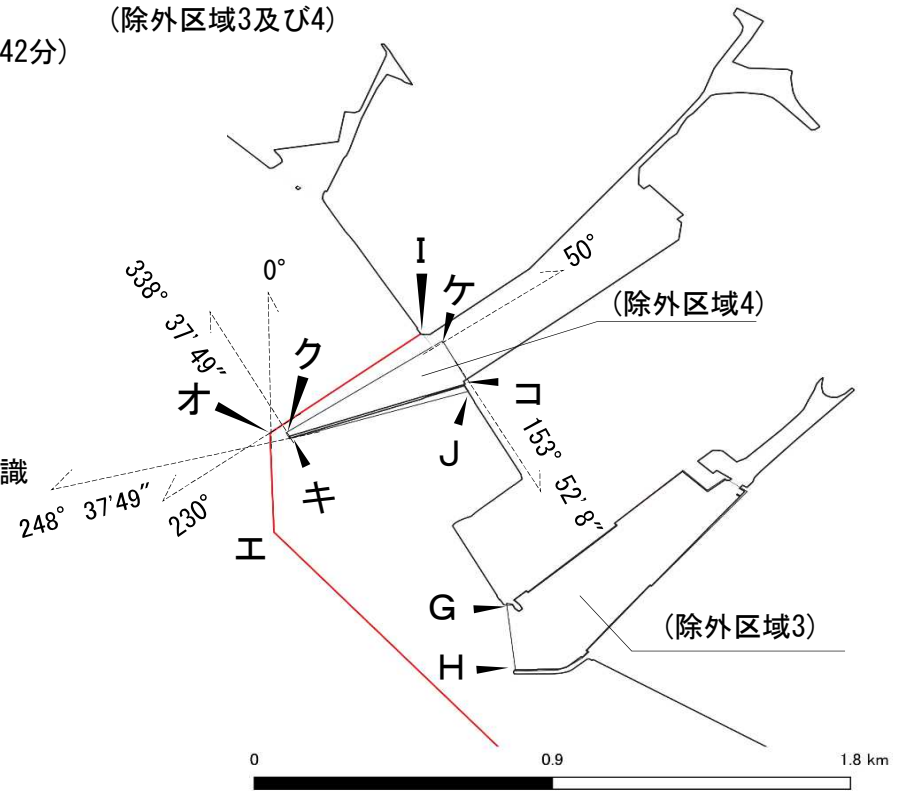 (除外区域3及び4)
42分)
I
ケ
50°
0°
338° 37′49″
(除外区域4)
ク
オ
コ
J
153° 52′8″
識
キ
248° 37′49″
230°
エ
G
(除外区域3)
H
0
0.9
1.8 km